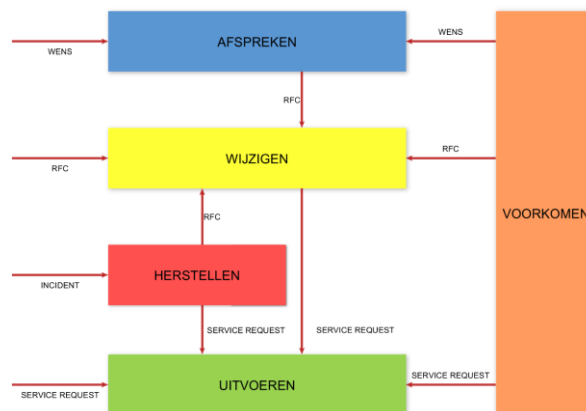 AFSPREKEN
WENS
WENS
RFC
WIJZIGEN
RFC
RFC
RFC
VOORKOMEN
HERSTELLEN
INCIDENT
SERVICE REQUEST
SERVICE REQUEST
SERVICE REQUEST
UITVOEREN
SERVICE REQUEST